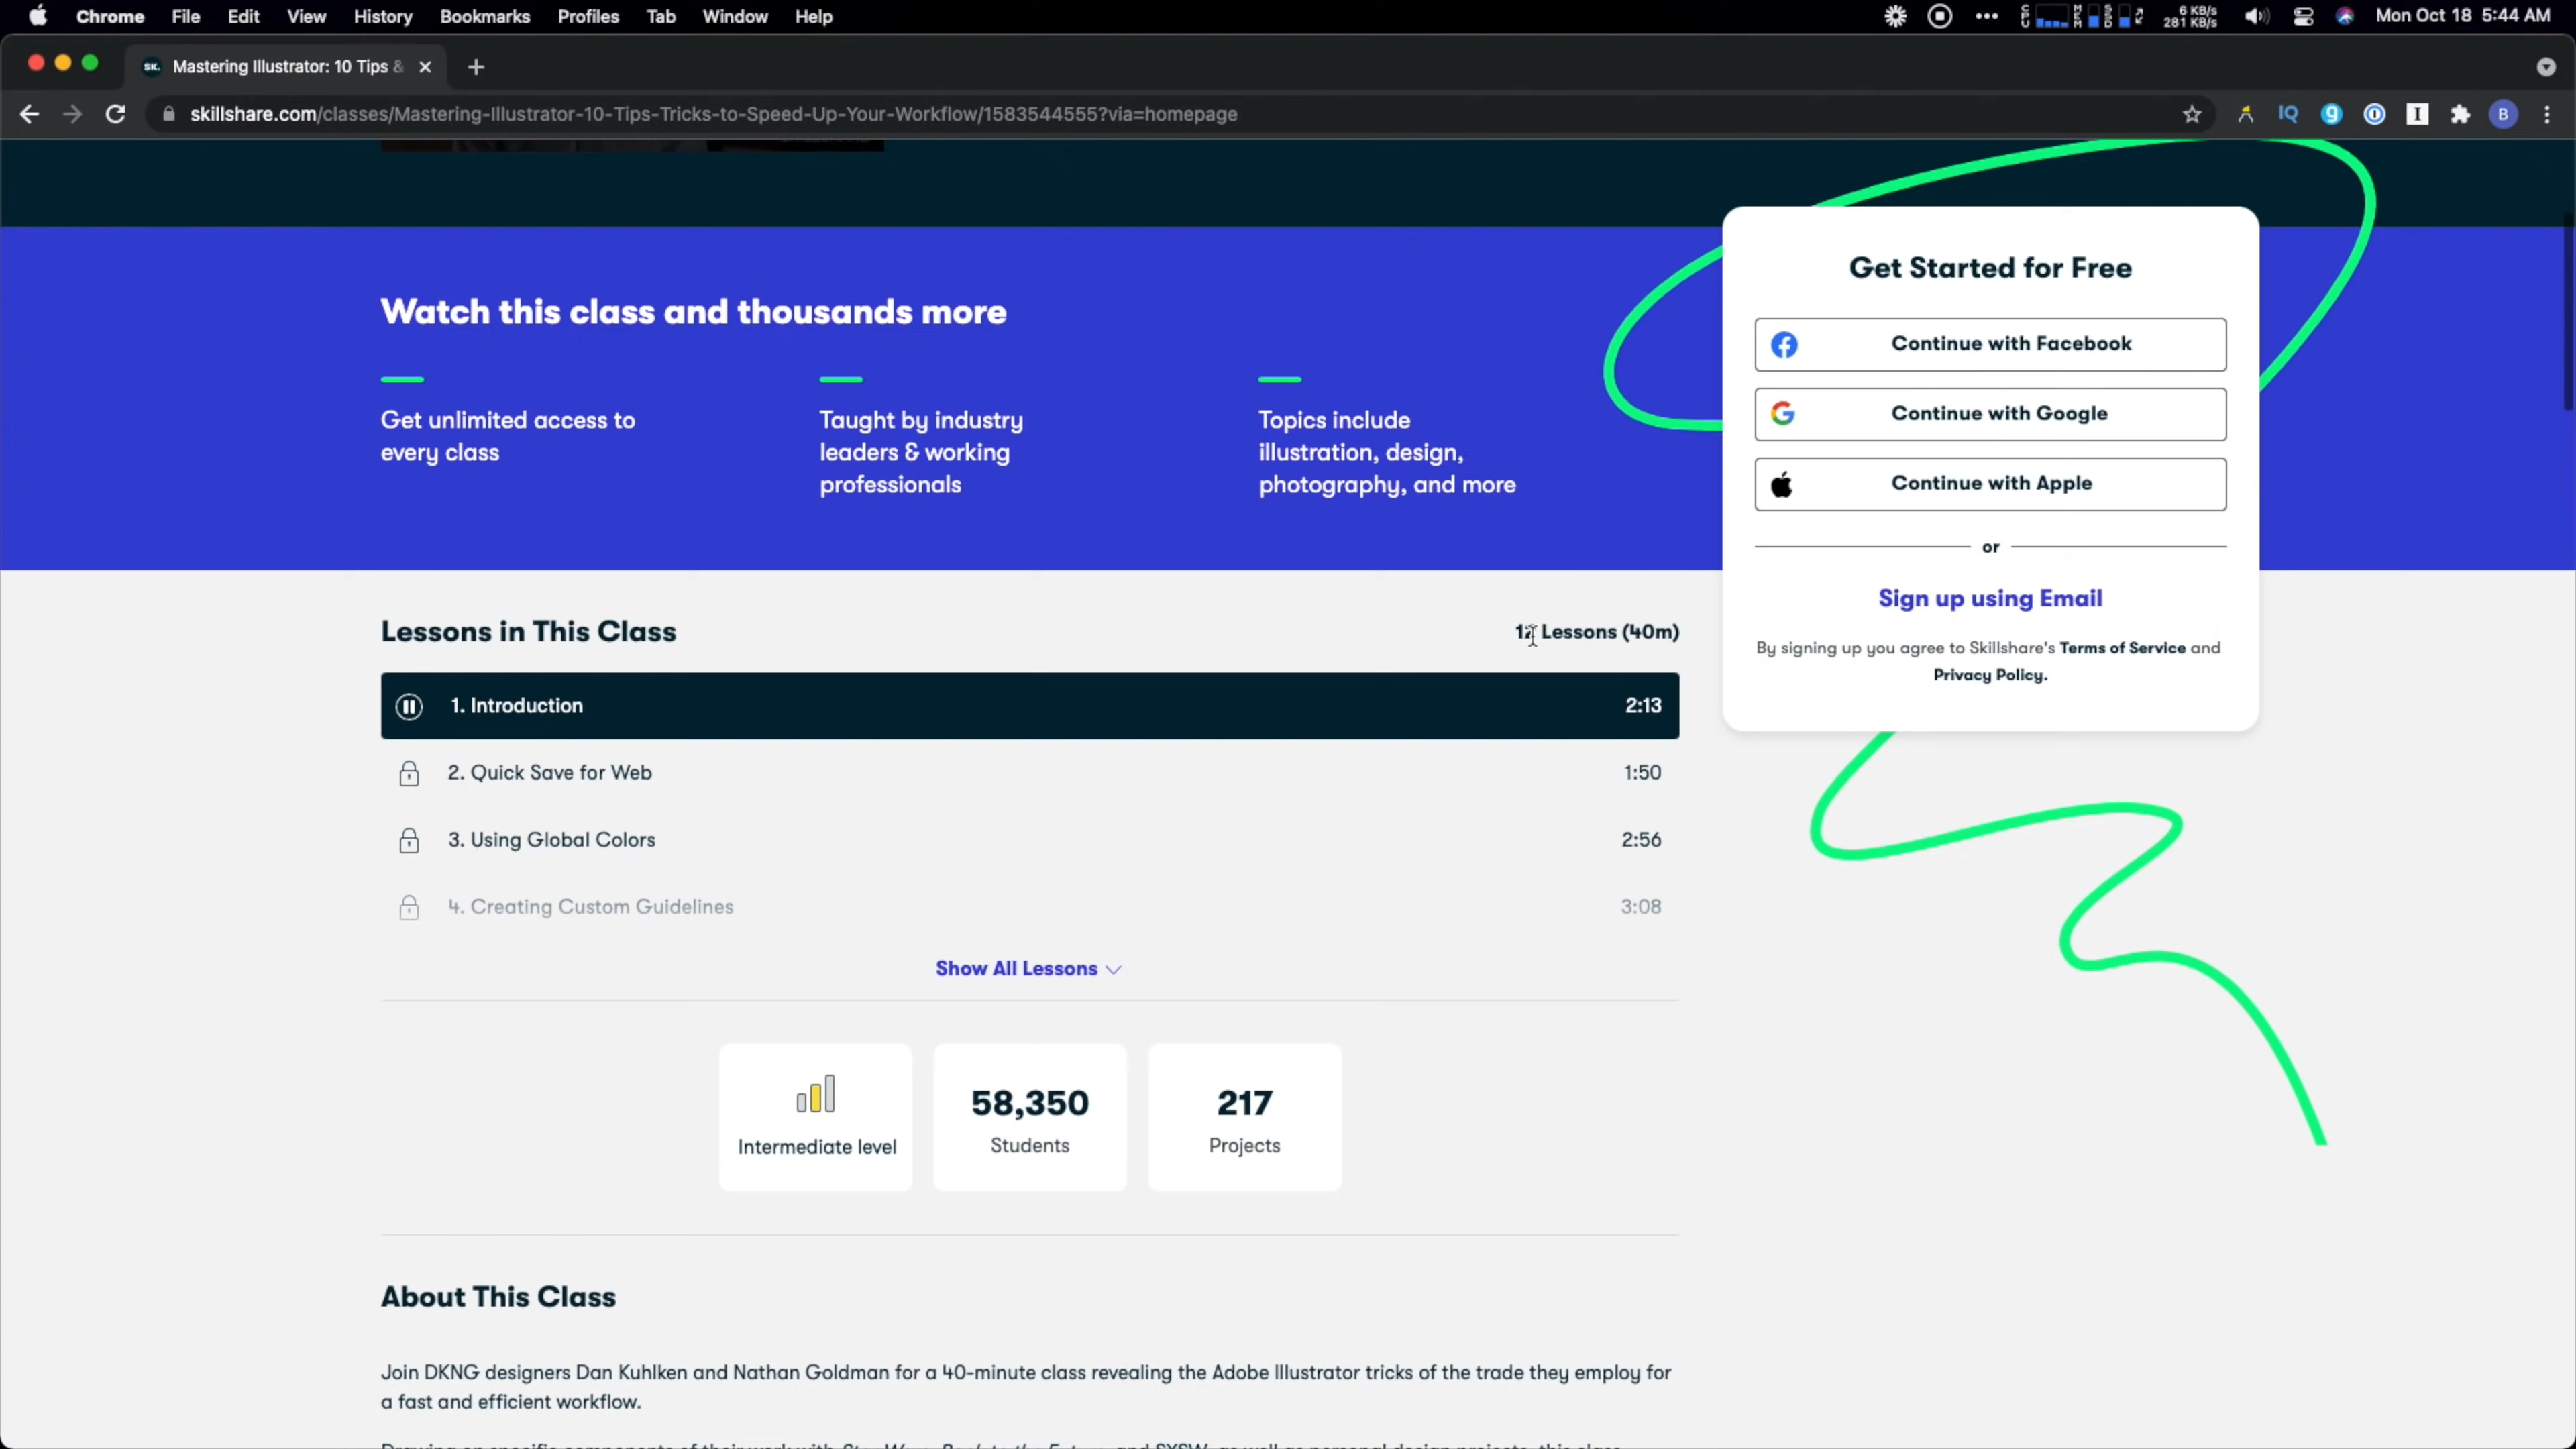 Chrome File Edit View History Bookmarks Profiles Tab Window Help
6 KB/s
281 KB/s
Mon Oct 18 5:44 AM
SK. Mastering Illustrator: 10 Tips &
skillshare.com/classes/Mastering-Illustrator-10-Tips-Tricks-to-Speed-Up-Your-Workflow/1583544555?via=homepage
IQ
B
Watch this class and thousands more
Get unlimited access to
every class
Taught by industry
leaders & working
professionals
Topics include
illustration, design,
photography, and more
Get Started for Free
Continue with Facebook
Continue with Google
Continue with Apple
or
Sign up using Email
By signing up you agree to Skillshare's Terms of Service and
Privacy Policy.
Lessons in This Class
12 Lessons (40m)
1. Introduction 2:13
2. Quick Save for Web 1:50
3. Using Global Colors 2:56
4. Creating Custom Guidelines 3:08
Show All Lessons
Intermediate level
58,350
Students
217
Projects
About This Class
Join DKNG designers Dan Kuhlken and Nathan Goldman for a 40-minute class revealing the Adobe Illustrator tricks of the trade they employ for
a fast and efficient workflow.